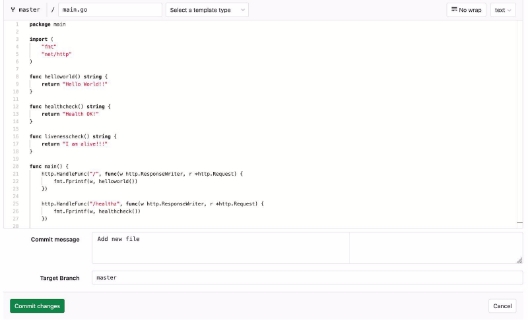 master / main.go Select a template type No wrap text
1 package main
2
3 import (
4 "fmt"
5 "net/http"
6 )
7
8 func helloworld() string {
9 return "Hello World!!"
10 }
11
12 func healthcheck() string {
13 return "Health OK!"
14 }
15
16 func livenesscheck() string {
17 return "I am alive!!!"
18 }
19
20 func main() {
21 http.HandleFunc("/", func(w http.ResponseWriter, r *http.Request) {
22 fmt.Fprintf(w, helloworld())
23 })
24
25 http.HandleFunc("/healthz", func(w http.ResponseWriter, r *http.Request) {
26 fmt.Fprintf(w, healthcheck())
27 })
28
Commit message Add new file
Target Branch master
Commit changes Cancel